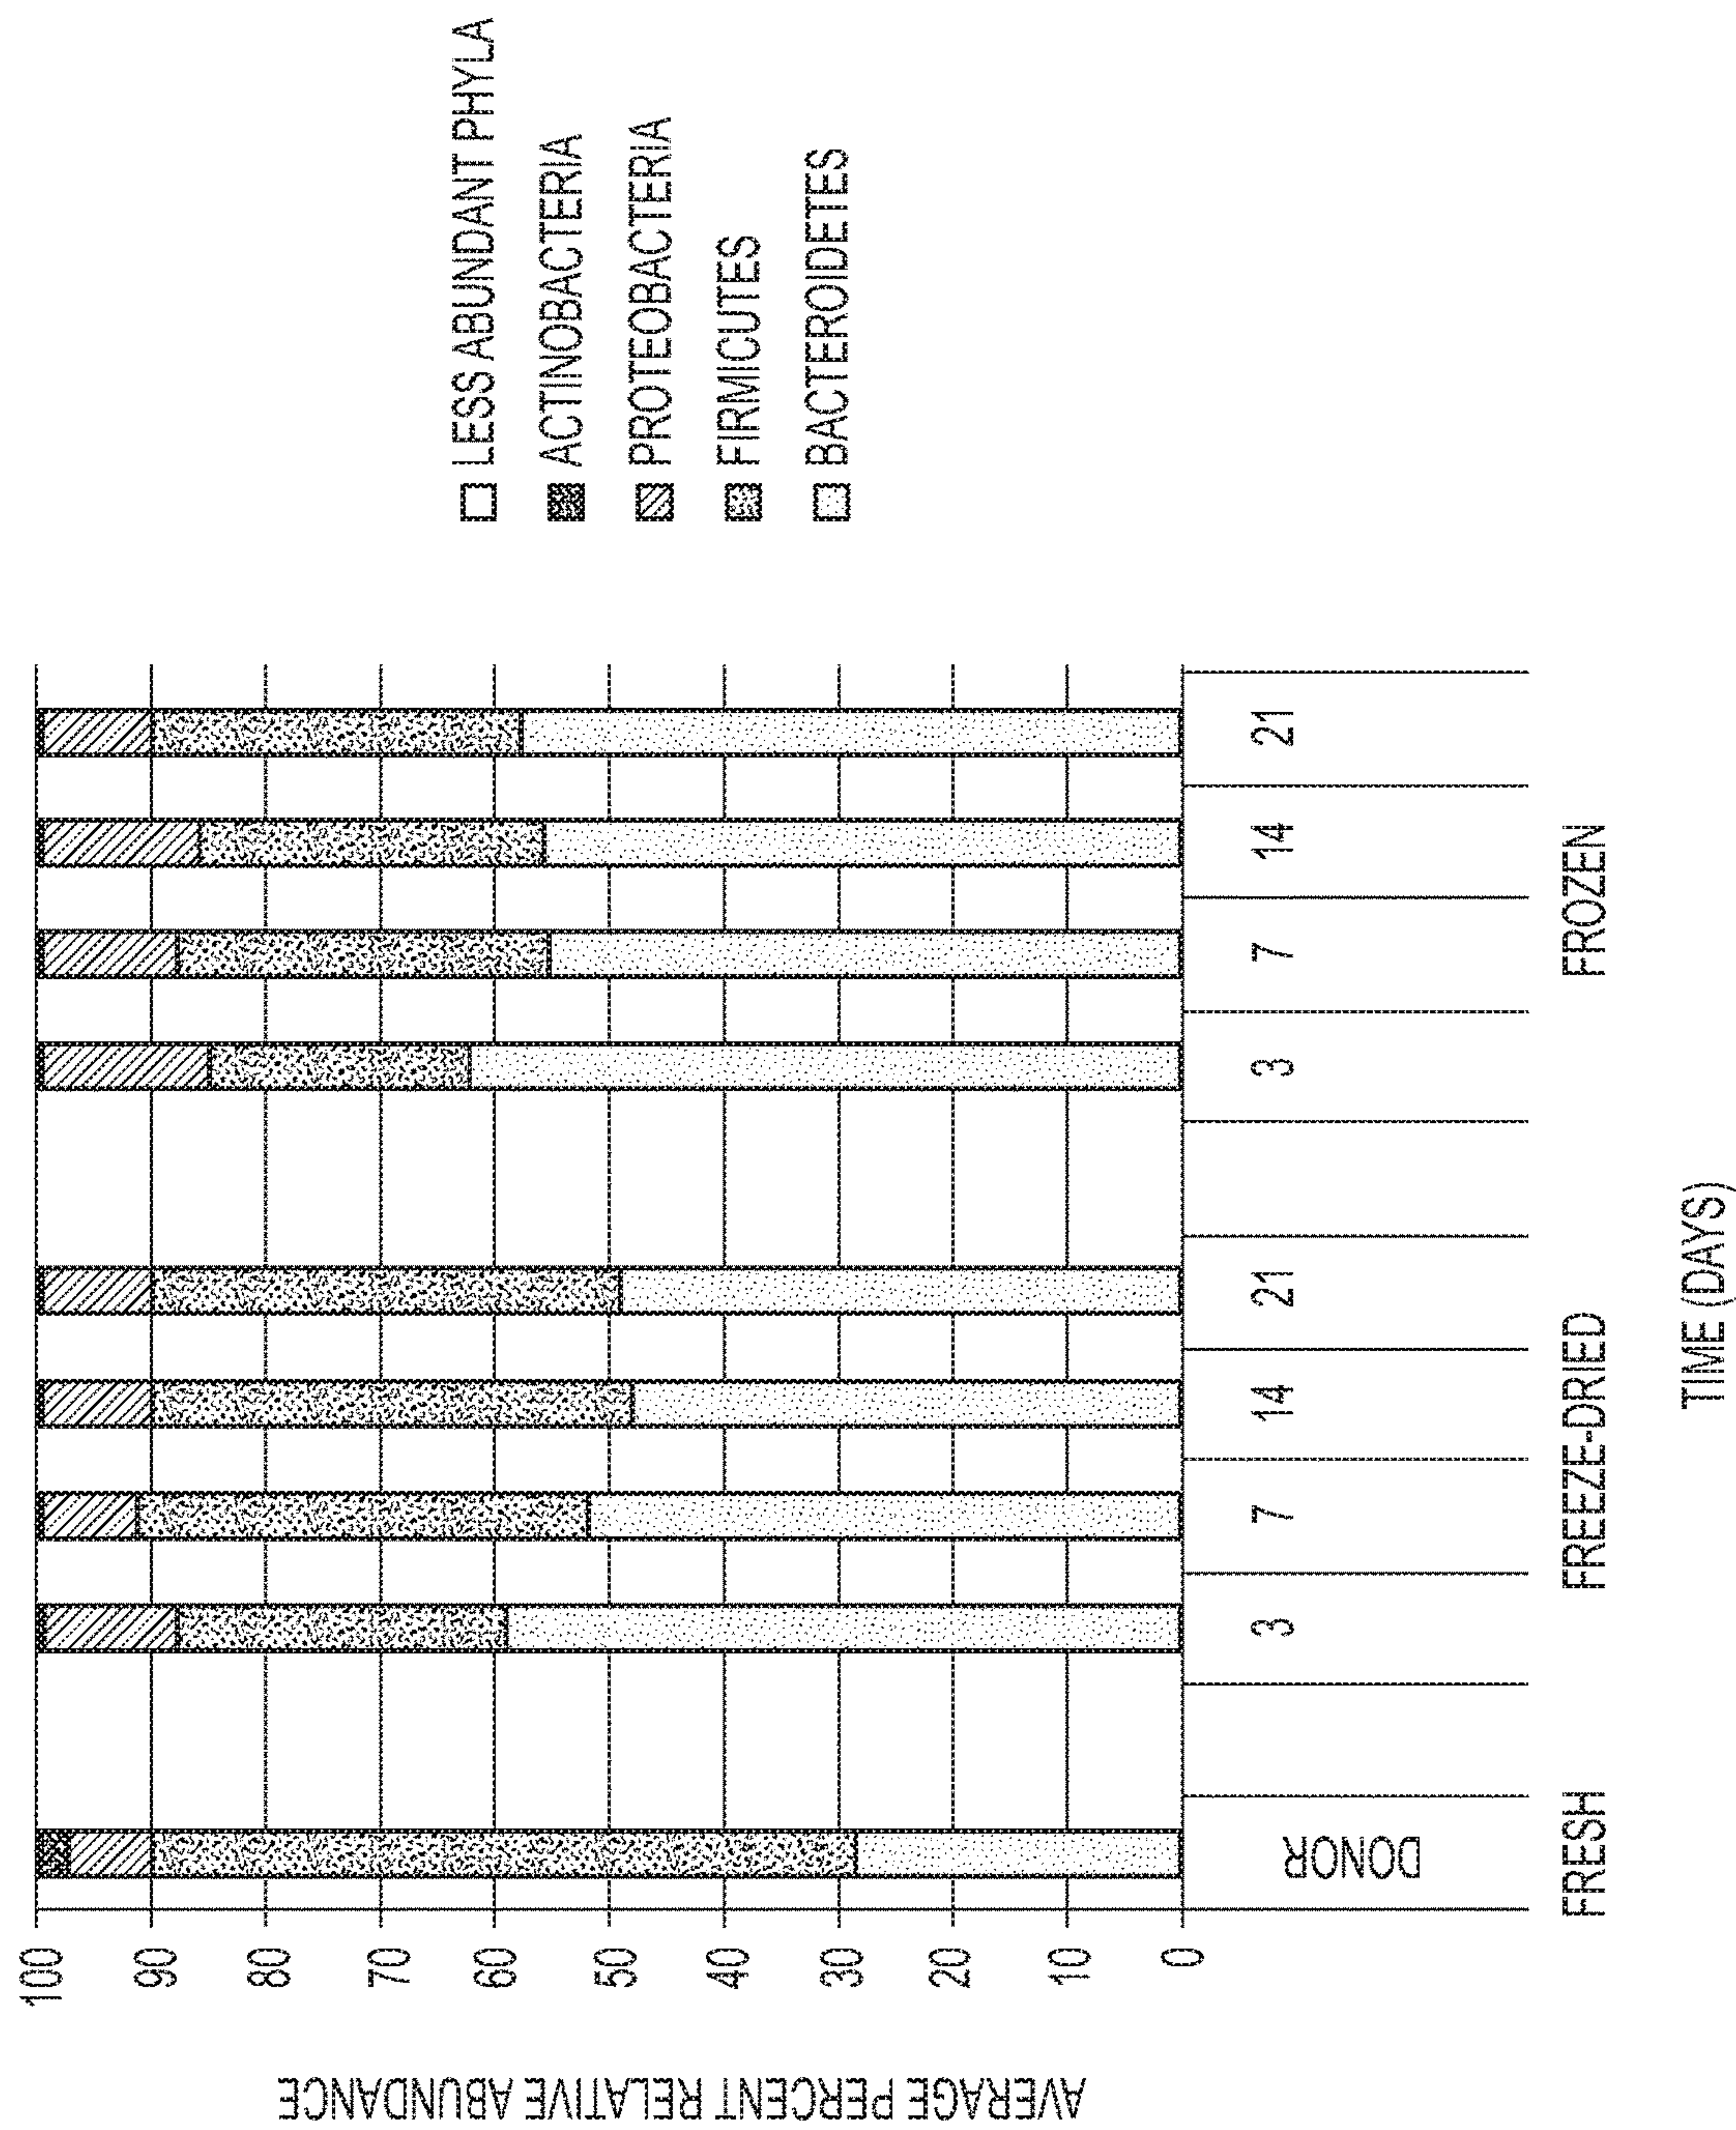 LESS ABUNDANT PHYLA
ACTINOBACTERIA
PROTEOBACTERIA
FIRMICUTES
BACTEROIDETES
AVERAGE PERCENT RELATIVE ABUNDANCE
100
90
80
70
60
50
40
30
20
10
0
DONOR 3 7 14 21 3 7 14 21
FRESH FREEZE-DRIED FROZEN
TIME (DAYS)